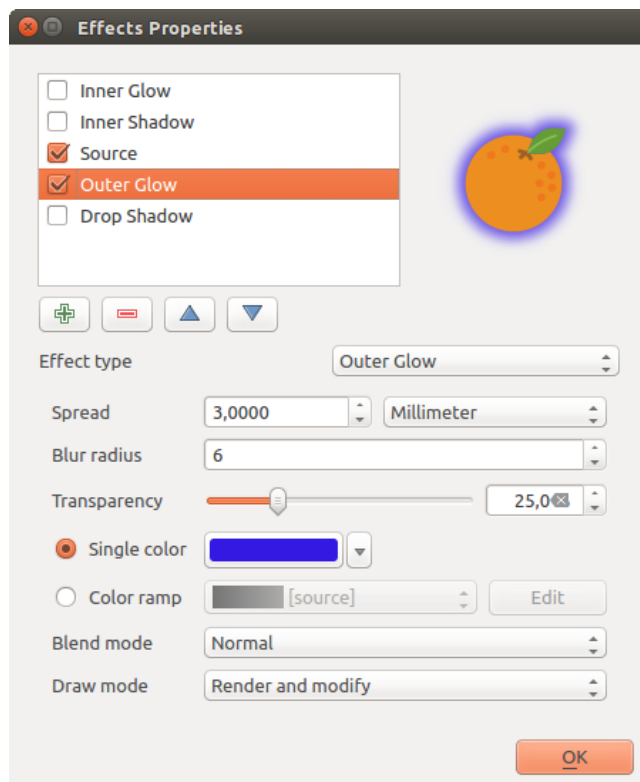 Effects Properties
Inner Glow
Inner Shadow
Source
Outer Glow
Drop Shadow
Effect type Outer Glow
Spread 3,0000 Millimeter
Blur radius 6
Transparency 25,0
Single color
Color ramp [source] Edit
Blend mode Normal
Draw mode Render and modify
OK